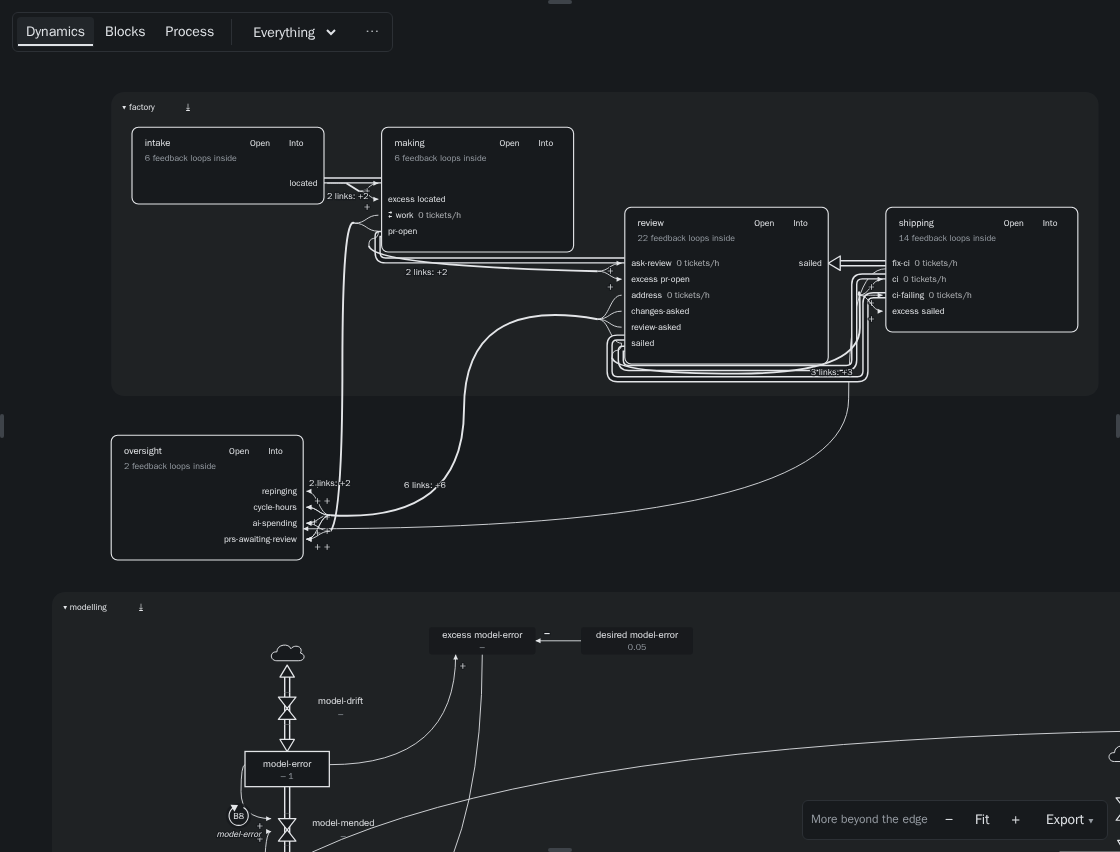 Dynamics Blocks Process Everything ...
▾ factory
intake Open Into
6 feedback loops inside
located
2 links: +2
making Open Into
6 feedback loops inside
excess located
work 0 tickets/h
pr-open
2 links: +2
review Open Into
22 feedback loops inside
ask-review 0 tickets/h
sailed
excess pr-open
address 0 tickets/h
changes-asked
review-asked
sailed
3 links: +3
shipping Open Into
14 feedback loops inside
fix-ci 0 tickets/h
ci 0 tickets/h
ci-failing 0 tickets/h
excess sailed
oversight Open Into
2 feedback loops inside
2 links: +2
6 links: +6
repinging
cycle-hours
ai-spending
prs-awaiting-review
▾ modelling
excess model-error
–
desired model-error
0.05
model-drift
–
model-error
– 1
B8
model-error
model-mended
–
More beyond the edge − Fit + Export ▾